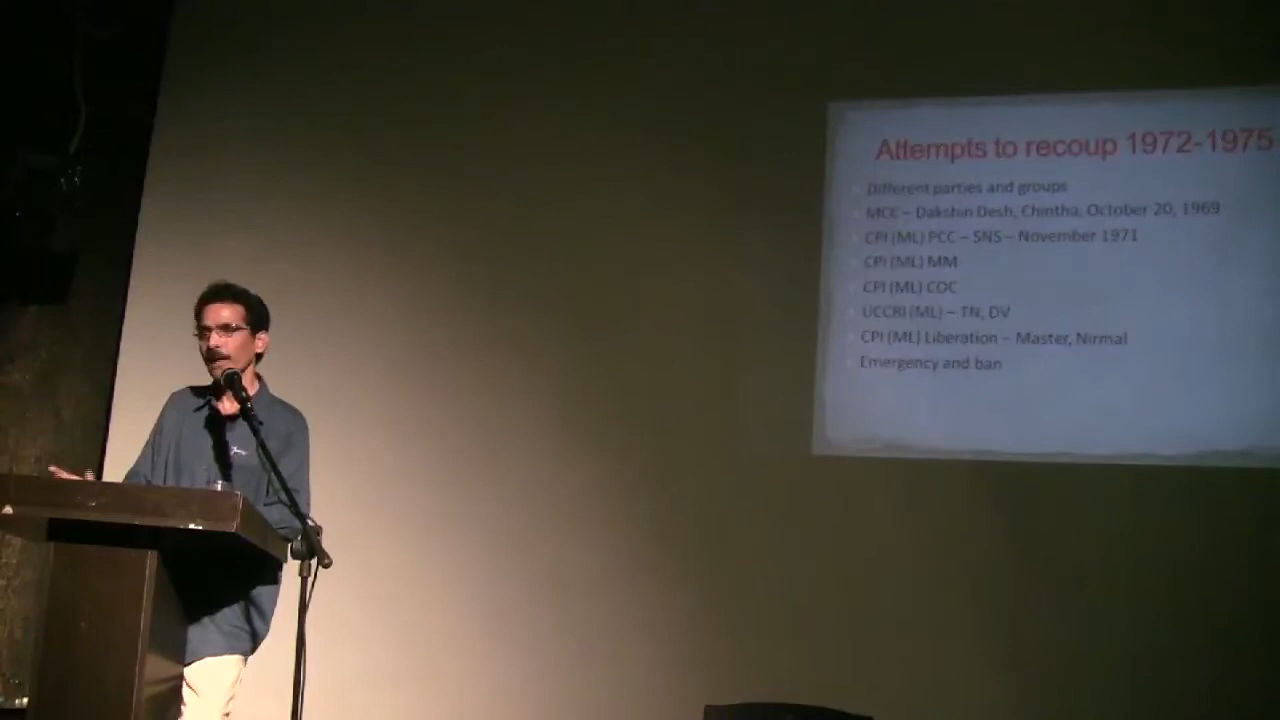 Attempts to recoup 1972-1975
Different parties and groups
MCC – Dakshin Desh, Chintha, October 20, 1969
CPI (ML) PCC – SNS – November 1971
CPI (ML) MM
CPI (ML) COC
UCCRI (ML) – TN, DV
CPI (ML) Liberation – Master, Nirmal
Emergency and ban